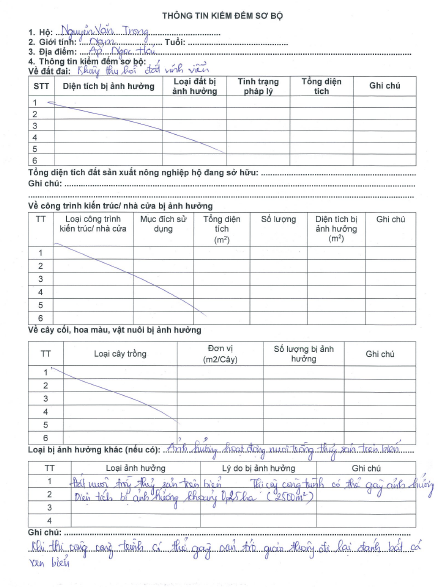 THÔNG TIN KIỂM ĐẾM SƠ BỘ
1. Hộ: Nguyễn Văn Trong
2. Giới tính: Nam Tuổi:
3. Địa điểm: Ấp Ngọc
4. Thông tin kiểm đếm sơ bộ:
Về đất đai: Không thu hồi đất vĩnh viễn
STT Diện tích bị ảnh hưởng Loại đất bị ảnh hưởng Tình trạng pháp lý Tổng diện tích Ghi chú
1
2
3
4
5
6
Tổng diện tích đất sản xuất nông nghiệp hộ đang sở hữu:
Ghi chú:
Về công trình kiến trúc/ nhà cửa bị ảnh hưởng
TT Loại công trình kiến trúc/ nhà cửa Mục đích sử dụng Tổng diện tích (m²) Số lượng Diện tích bị ảnh hưởng (m²) Ghi chú
1
2
3
4
5
6
Về cây cối, hoa màu, vật nuôi bị ảnh hưởng
TT Loại cây trồng Đơn vị (m2/Cây) Số lượng bị ảnh hưởng Ghi chú
1
2
3
4
5
6
Loại bị ảnh hưởng khác (nếu có): Ảnh hưởng hoạt động nuôi trồng thủy sản trên biển
TT Loại ảnh hưởng Lý do bị ảnh hưởng Ghi chú
1 nuôi trồng thủy sản trên biển Thi công công trình có thể gây ảnh hưởng
2 Diện tích bị ảnh hưởng khoảng 0,25 ha (2500m²)
3
4
Ghi chú:
Khi thi công công trình có thể gây cản trở giao thông đi lại đánh bắt cá
ven biển